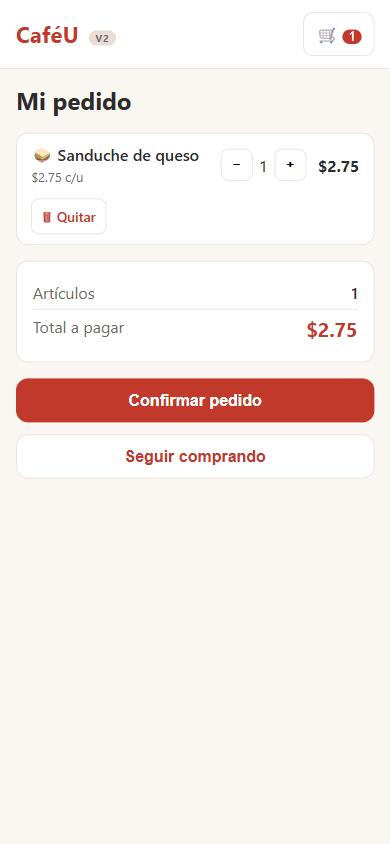 CaféU V2 1
Mi pedido
Sanduche de queso − 1 + $2.75
$2.75 c/u
Quitar
Artículos 1
Total a pagar $2.75
Confirmar pedido
Seguir comprando